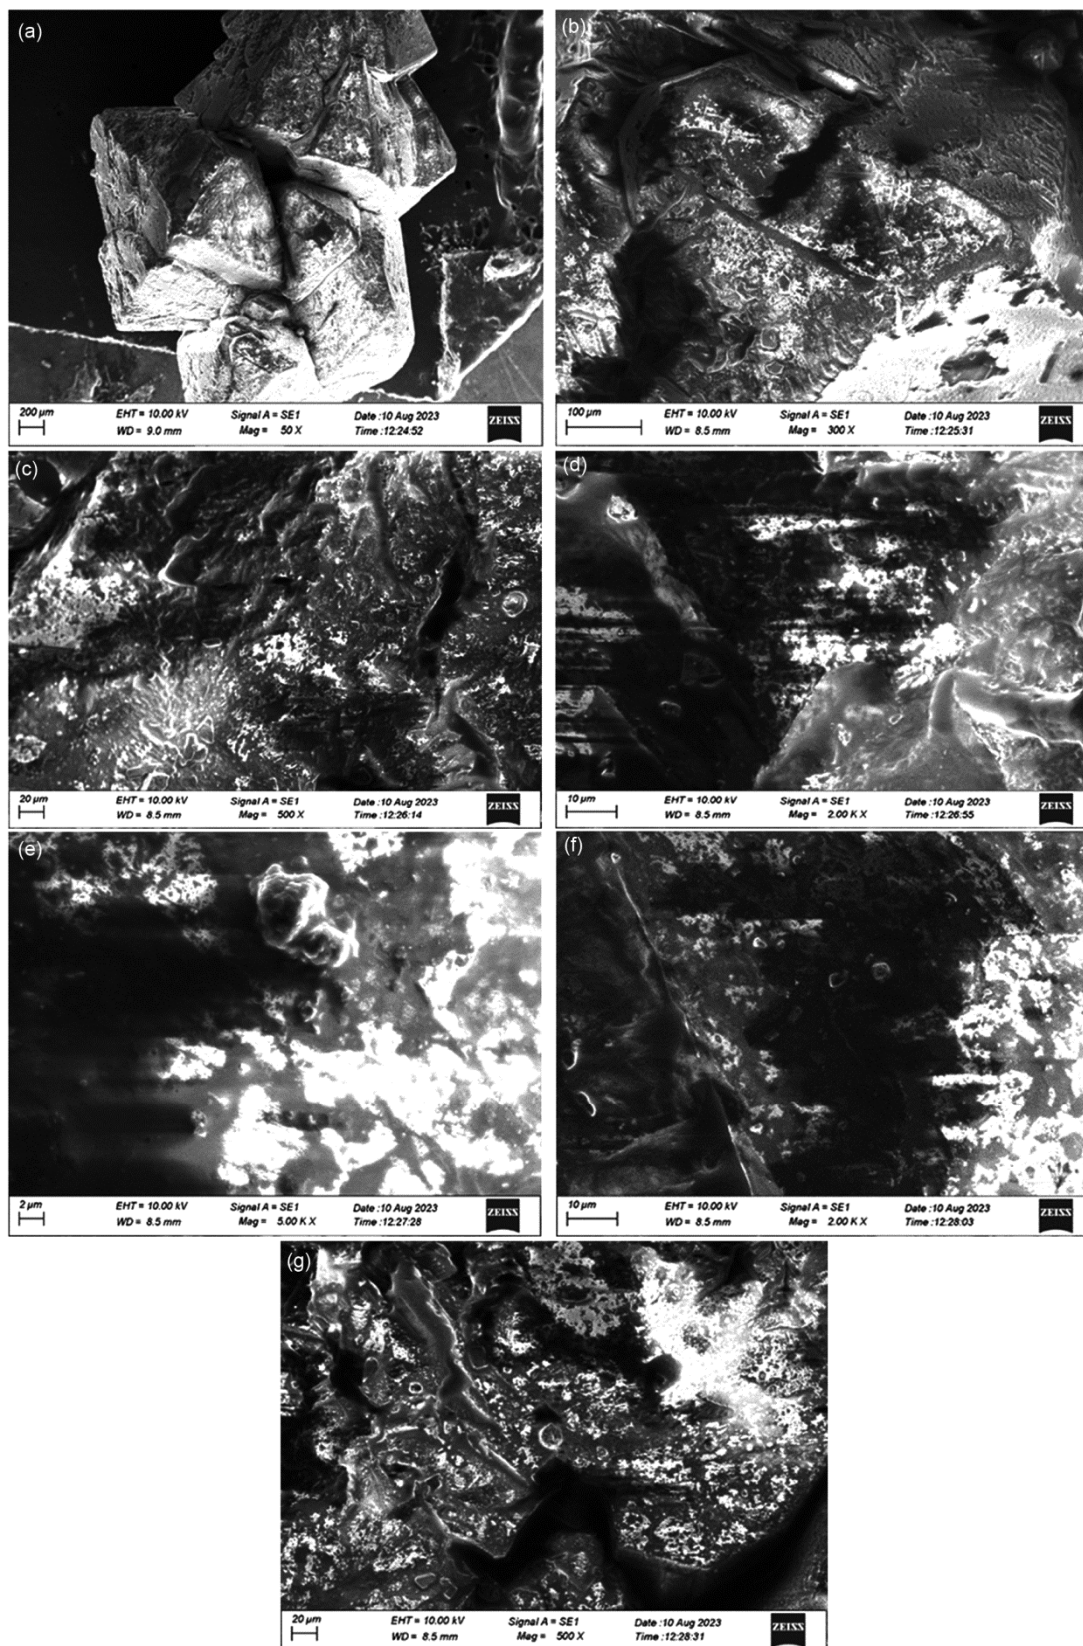 (a)
200 µm EHT = 10.00 kV Signal A = SE1 Date :10 Aug 2023
WD = 9.0 mm Mag = 50 X Time :12:24:52
ZEISS
(b)
100 µm EHT = 10.00 kV Signal A = SE1 Date :10 Aug 2023
WD = 8.5 mm Mag = 300 X Time :12:25:31
ZEISS
(c)
20 µm EHT = 10.00 kV Signal A = SE1 Date :10 Aug 2023
WD = 8.5 mm Mag = 500 X Time :12:26:14
ZEISS
(d)
10 µm EHT = 10.00 kV Signal A = SE1 Date :10 Aug 2023
WD = 8.5 mm Mag = 2.00 K X Time :12:26:55
ZEISS
(e)
2 µm EHT = 10.00 kV Signal A = SE1 Date :10 Aug 2023
WD = 8.5 mm Mag = 5.00 K X Time :12:27:28
ZEISS
(f)
10 µm EHT = 10.00 kV Signal A = SE1 Date :10 Aug 2023
WD = 8.5 mm Mag = 2.00 K X Time :12:28:03
ZEISS
(g)
20 µm EHT = 10.00 kV Signal A = SE1 Date :10 Aug 2023
WD = 8.5 mm Mag = 500 X Time :12:28:31
ZEISS